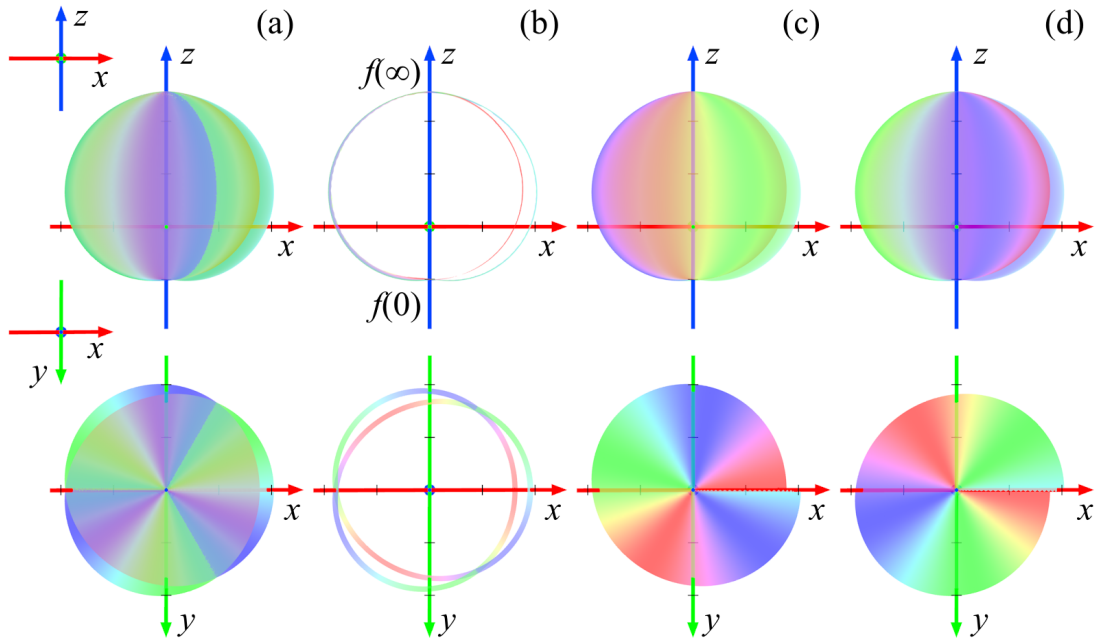 z (a) (b) (c) (d)
x z z z z
f(∞)
x x x x
f(0)
x
y
x x x x
y y y y